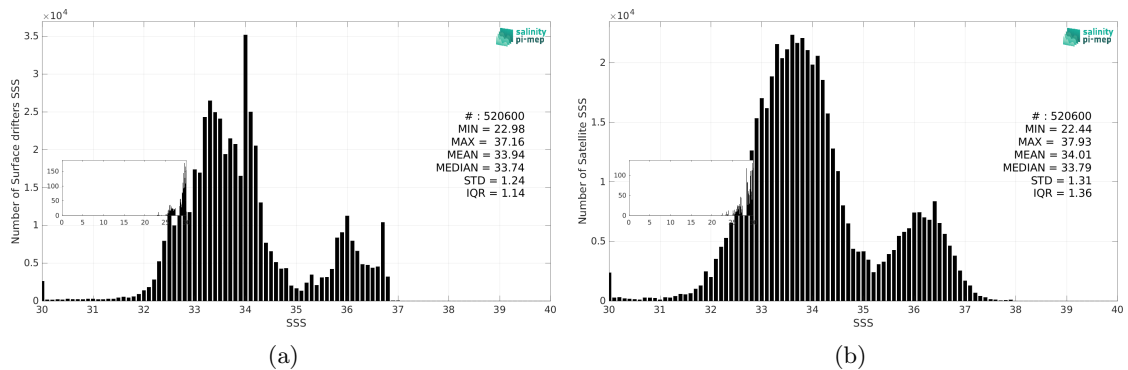 ×10⁴
3.5
3
2.5
2
1.5
1
0.5
0
Number of Surface drifters SSS
30 31 32 33 34 35 36 37 38 39 40
SSS
150
100
50
0
0 5 10 15 20 25
salinity
pi-mep
# : 520600
MIN = 22.98
MAX = 37.16
MEAN = 33.94
MEDIAN = 33.74
STD = 1.24
IQR = 1.14
(a)
×10⁴
2
1.5
1
0.5
0
Number of Satellite SSS
30 31 32 33 34 35 36 37 38 39 40
SSS
100
50
0
0 5 10 15 20 25
salinity
pi-mep
# : 520600
MIN = 22.44
MAX = 37.93
MEAN = 34.01
MEDIAN = 33.79
STD = 1.31
IQR = 1.36
(b)